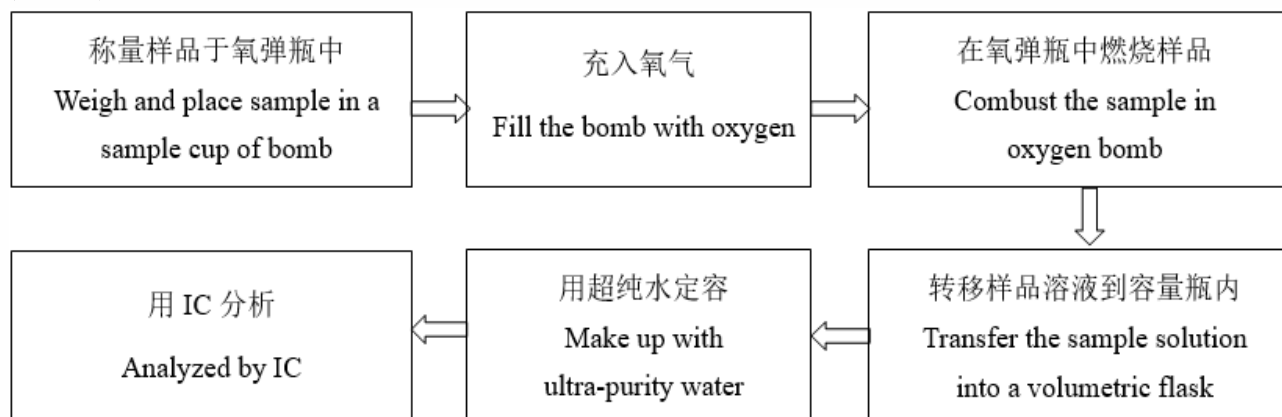 称量样品于氧弹瓶中
Weigh and place sample in a
sample cup of bomb
充入氧气
Fill the bomb with oxygen
在氧弹瓶中燃烧样品
Combust the sample in
oxygen bomb
转移样品溶液到容量瓶内
Transfer the sample solution
into a volumetric flask
用超纯水定容
Make up with
ultra-purity water
用 IC 分析
Analyzed by IC